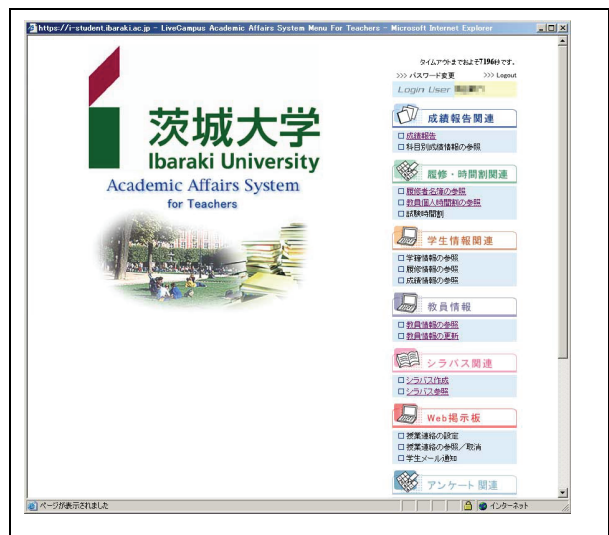 https://i-student.ibaraki.ac.jp - LiveCampus Academic Affairs System Menu For Teachers - Microsoft Internet Explorer
茨城大学
Ibaraki University
Academic Affairs System
for Teachers
タイムアウトまでおよそ7196秒です。
>>> パスワード変更 >>> Logout
Login User
成績報告関連
成績報告
科目別成績情報の参照
履修・時間割関連
履修者名簿の参照
教員個人時間割の参照
試験時間割
学生情報関連
学籍情報の参照
履修情報の参照
成績情報の参照
教員情報
教員情報の参照
教員情報の更新
シラバス関連
シラバス作成
シラバス参照
Web掲示板
授業連絡の設定
授業連絡の参照/取消
学生メール通知
アンケート関連
ページが表示されました
インターネット